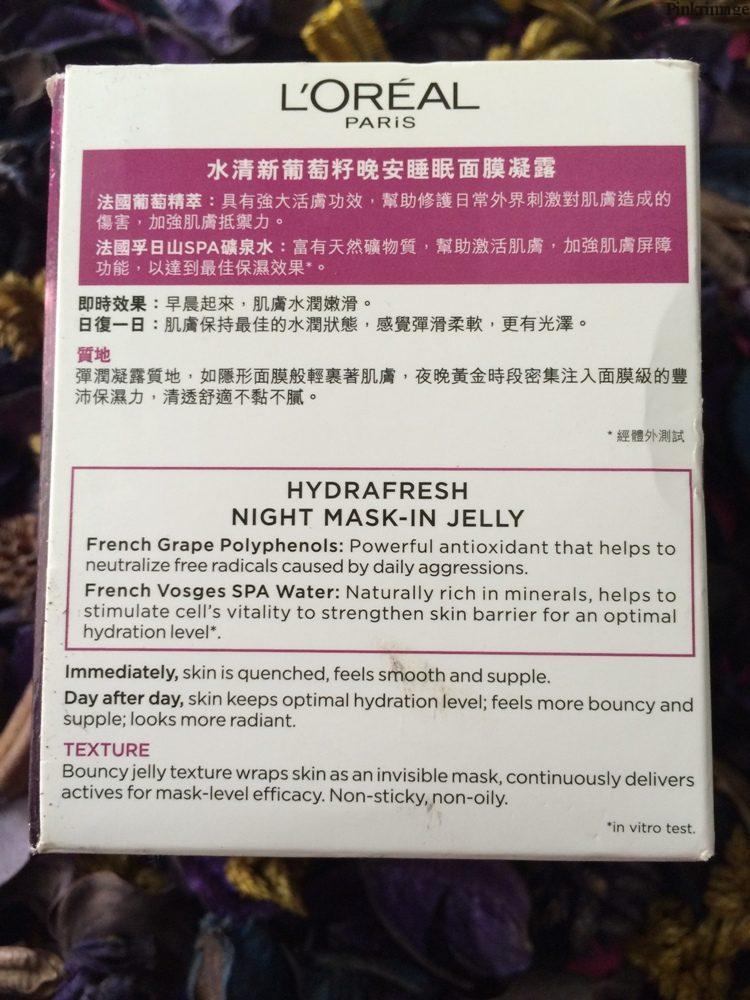 Pinkrimage
L'ORÉAL
PARiS
水清新葡萄籽晚安睡眠面膜凝露
法國葡萄精萃：具有強大活膚功效，幫助修護日常外界刺激對肌膚造成的
傷害，加強肌膚抵禦力。
法國孚日山SPA礦泉水：富有天然礦物質，幫助激活肌膚，加強肌膚屏障
功能，以達到最佳保濕效果*。
即時效果：早晨起來，肌膚水潤嫩滑。
日復一日：肌膚保持最佳的水潤狀態，感覺彈滑柔軟，更有光澤。
質地
彈潤凝露質地，如隱形面膜般輕裹著肌膚，夜晚黃金時段密集注入面膜級的豐
沛保濕力，清透舒適不黏不膩。
*經體外測試
HYDRAFRESH
NIGHT MASK-IN JELLY
French Grape Polyphenols: Powerful antioxidant that helps to
neutralize free radicals caused by daily aggressions.
French Vosges SPA Water: Naturally rich in minerals, helps to
stimulate cell's vitality to strengthen skin barrier for an optimal
hydration level*.
Immediately, skin is quenched, feels smooth and supple.
Day after day, skin keeps optimal hydration level; feels more bouncy and
supple; looks more radiant.
TEXTURE
Bouncy jelly texture wraps skin as an invisible mask, continuously delivers
actives for mask-level efficacy. Non-sticky, non-oily.
*in vitro test.